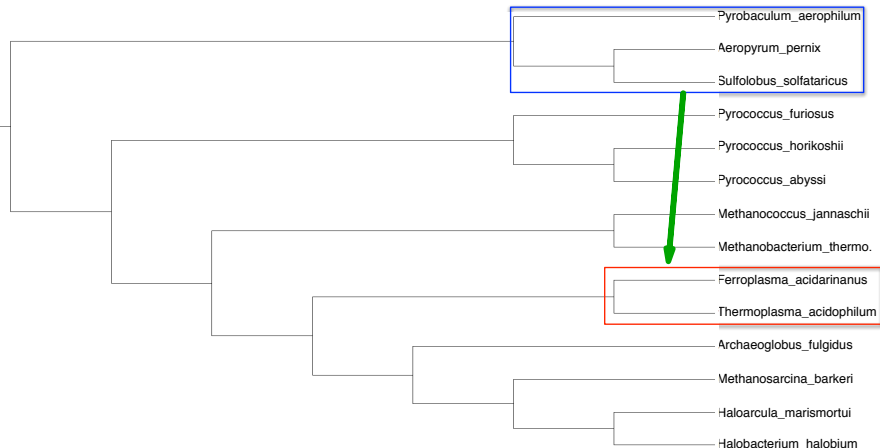 Pyrobaculum_aerophilum
Aeropyrum_pernix
Sulfolobus_solfataricus
Pyrococcus_furiosus
Pyrococcus_horikoshii
Pyrococcus_abyssi
Methanococcus_jannaschii
Methanobacterium_thermo.
Ferroplasma_acidarinanus
Thermoplasma_acidophilum
Archaeoglobus_fulgidus
Methanosarcina_barkeri
Haloarcula_marismortui
Halobacterium_halobium